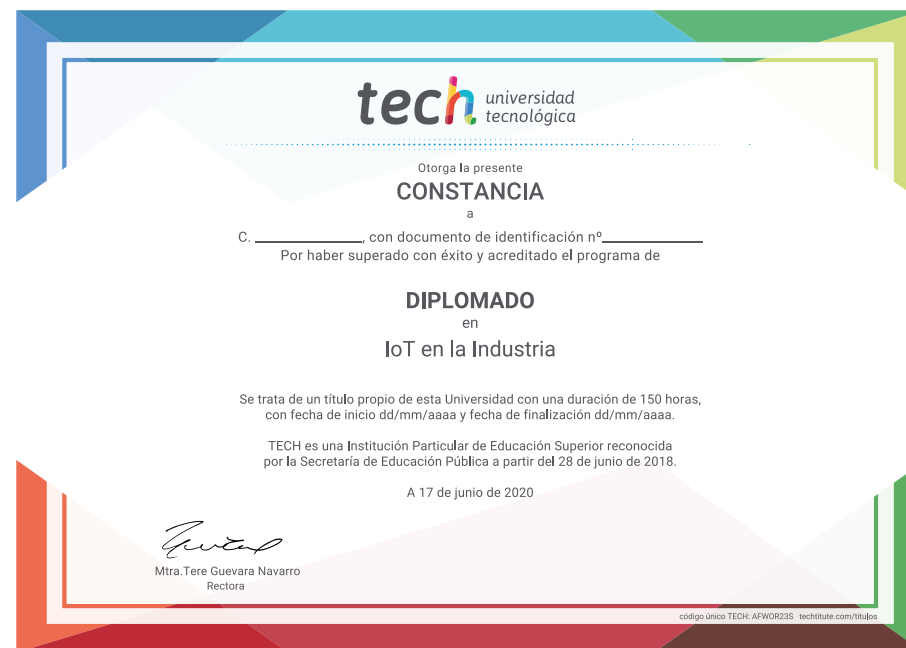 tech universidad
tecnológica
Otorga la presente
CONSTANCIA
a
C. ____________, con documento de identificación nº____________
Por haber superado con éxito y acreditado el programa de
DIPLOMADO
en
IoT en la Industria
Se trata de un título propio de esta Universidad con una duración de 150 horas,
con fecha de inicio dd/mm/aaaa y fecha de finalización dd/mm/aaaa.
TECH es una Institución Particular de Educación Superior reconocida
por la Secretaría de Educación Pública a partir del 28 de junio de 2018.
A 17 de junio de 2020
Mtra.Tere Guevara Navarro
Rectora
código único TECH: AFWOR23S techtitute.com/titulos